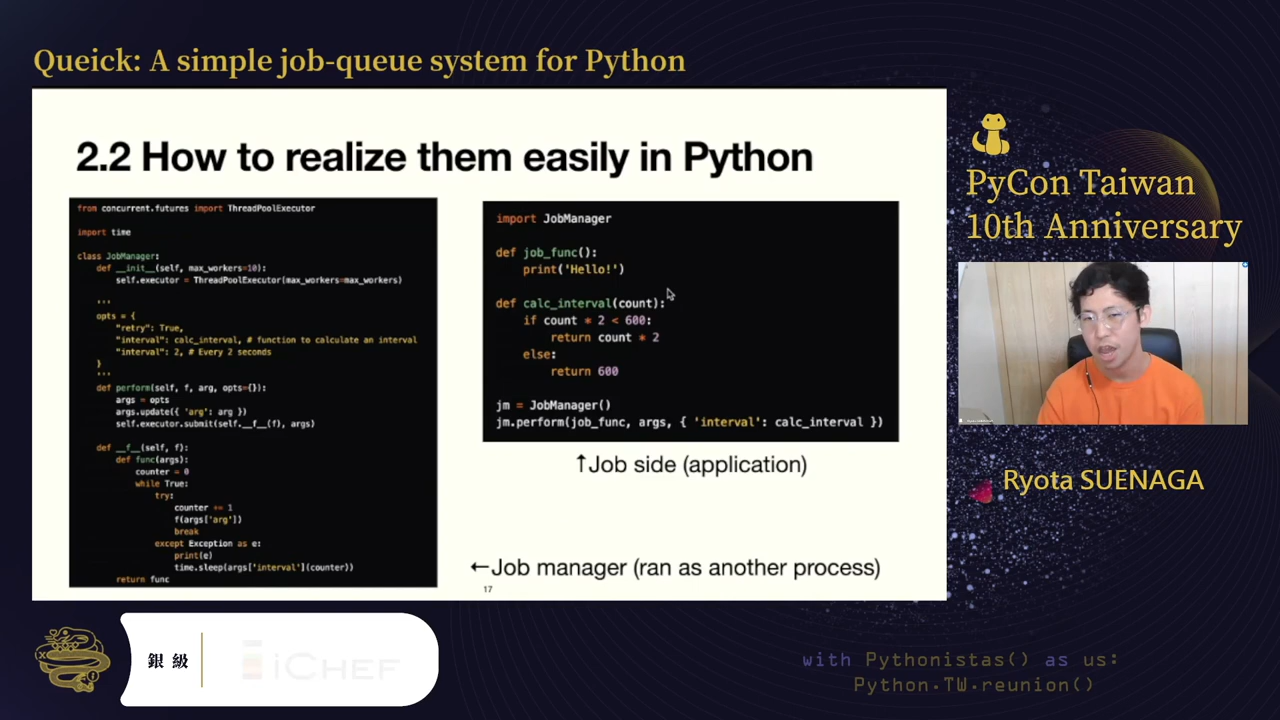 Queick: A simple job-queue system for Python
2.2 How to realize them easily in Python
from concurrent.futures import ThreadPoolExecutor
import time
class JobManager:
def __init__(self, max_workers=10):
self.executor = ThreadPoolExecutor(max_workers=max_workers)
'''
opts = {
"retry": True,
"interval": calc_interval, # function to calculate an interval
"interval": 2, # Every 2 seconds
}
'''
def perform(self, f, arg, opts={}):
args = opts
args.update({ 'arg': arg })
self.executor.submit(self.__f__(f), args)
def __f__(self, f):
def func(args):
counter = 0
while True:
try:
counter += 1
f(args['arg'])
break
except Exception as e:
print(e)
time.sleep(args['interval'](counter))
return func
import JobManager
def job_func():
print('Hello!')
def calc_interval(count):
if count * 2 < 600:
return count * 2
else:
return 600
jm = JobManager()
jm.perform(job_func, args, { 'interval': calc_interval })
↑Job side (application)
←Job manager (ran as another process)
17
PyCon Taiwan
10th Anniversary
Ryota SUENAGA
銀級
iCHEF
with Pythonistas() as us:
Python.TW.reunion()